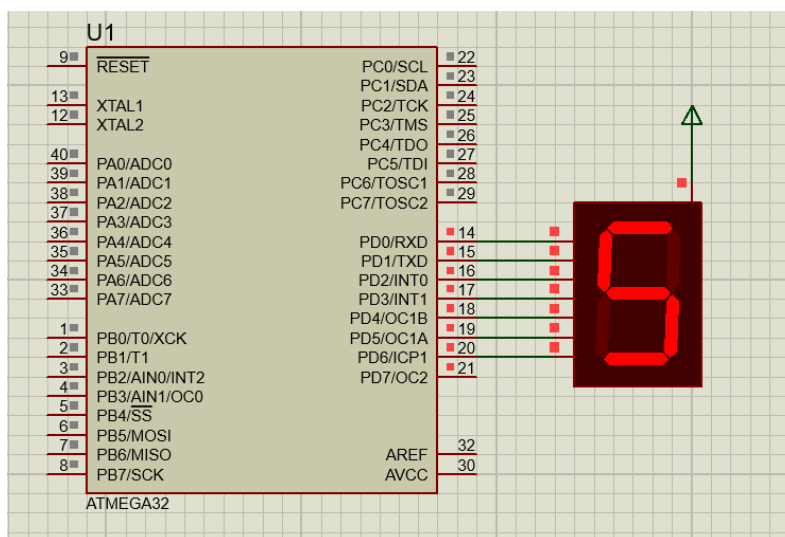 U1
9 RESET
13 XTAL1
12 XTAL2
40 PA0/ADC0
39 PA1/ADC1
38 PA2/ADC2
37 PA3/ADC3
36 PA4/ADC4
35 PA5/ADC5
34 PA6/ADC6
33 PA7/ADC7
1 PB0/T0/XCK
2 PB1/T1
3 PB2/AIN0/INT2
4 PB3/AIN1/OC0
5 PB4/SS
6 PB5/MOSI
7 PB6/MISO
8 PB7/SCK
PC0/SCL 22
PC1/SDA 23
PC2/TCK 24
PC3/TMS 25
PC4/TDO 26
PC5/TDI 27
PC6/TOSC1 28
PC7/TOSC2 29
PD0/RXD 14
PD1/TXD 15
PD2/INT0 16
PD3/INT1 17
PD4/OC1B 18
PD5/OC1A 19
PD6/ICP1 20
PD7/OC2 21
AREF 32
AVCC 30
ATMEGA32
5